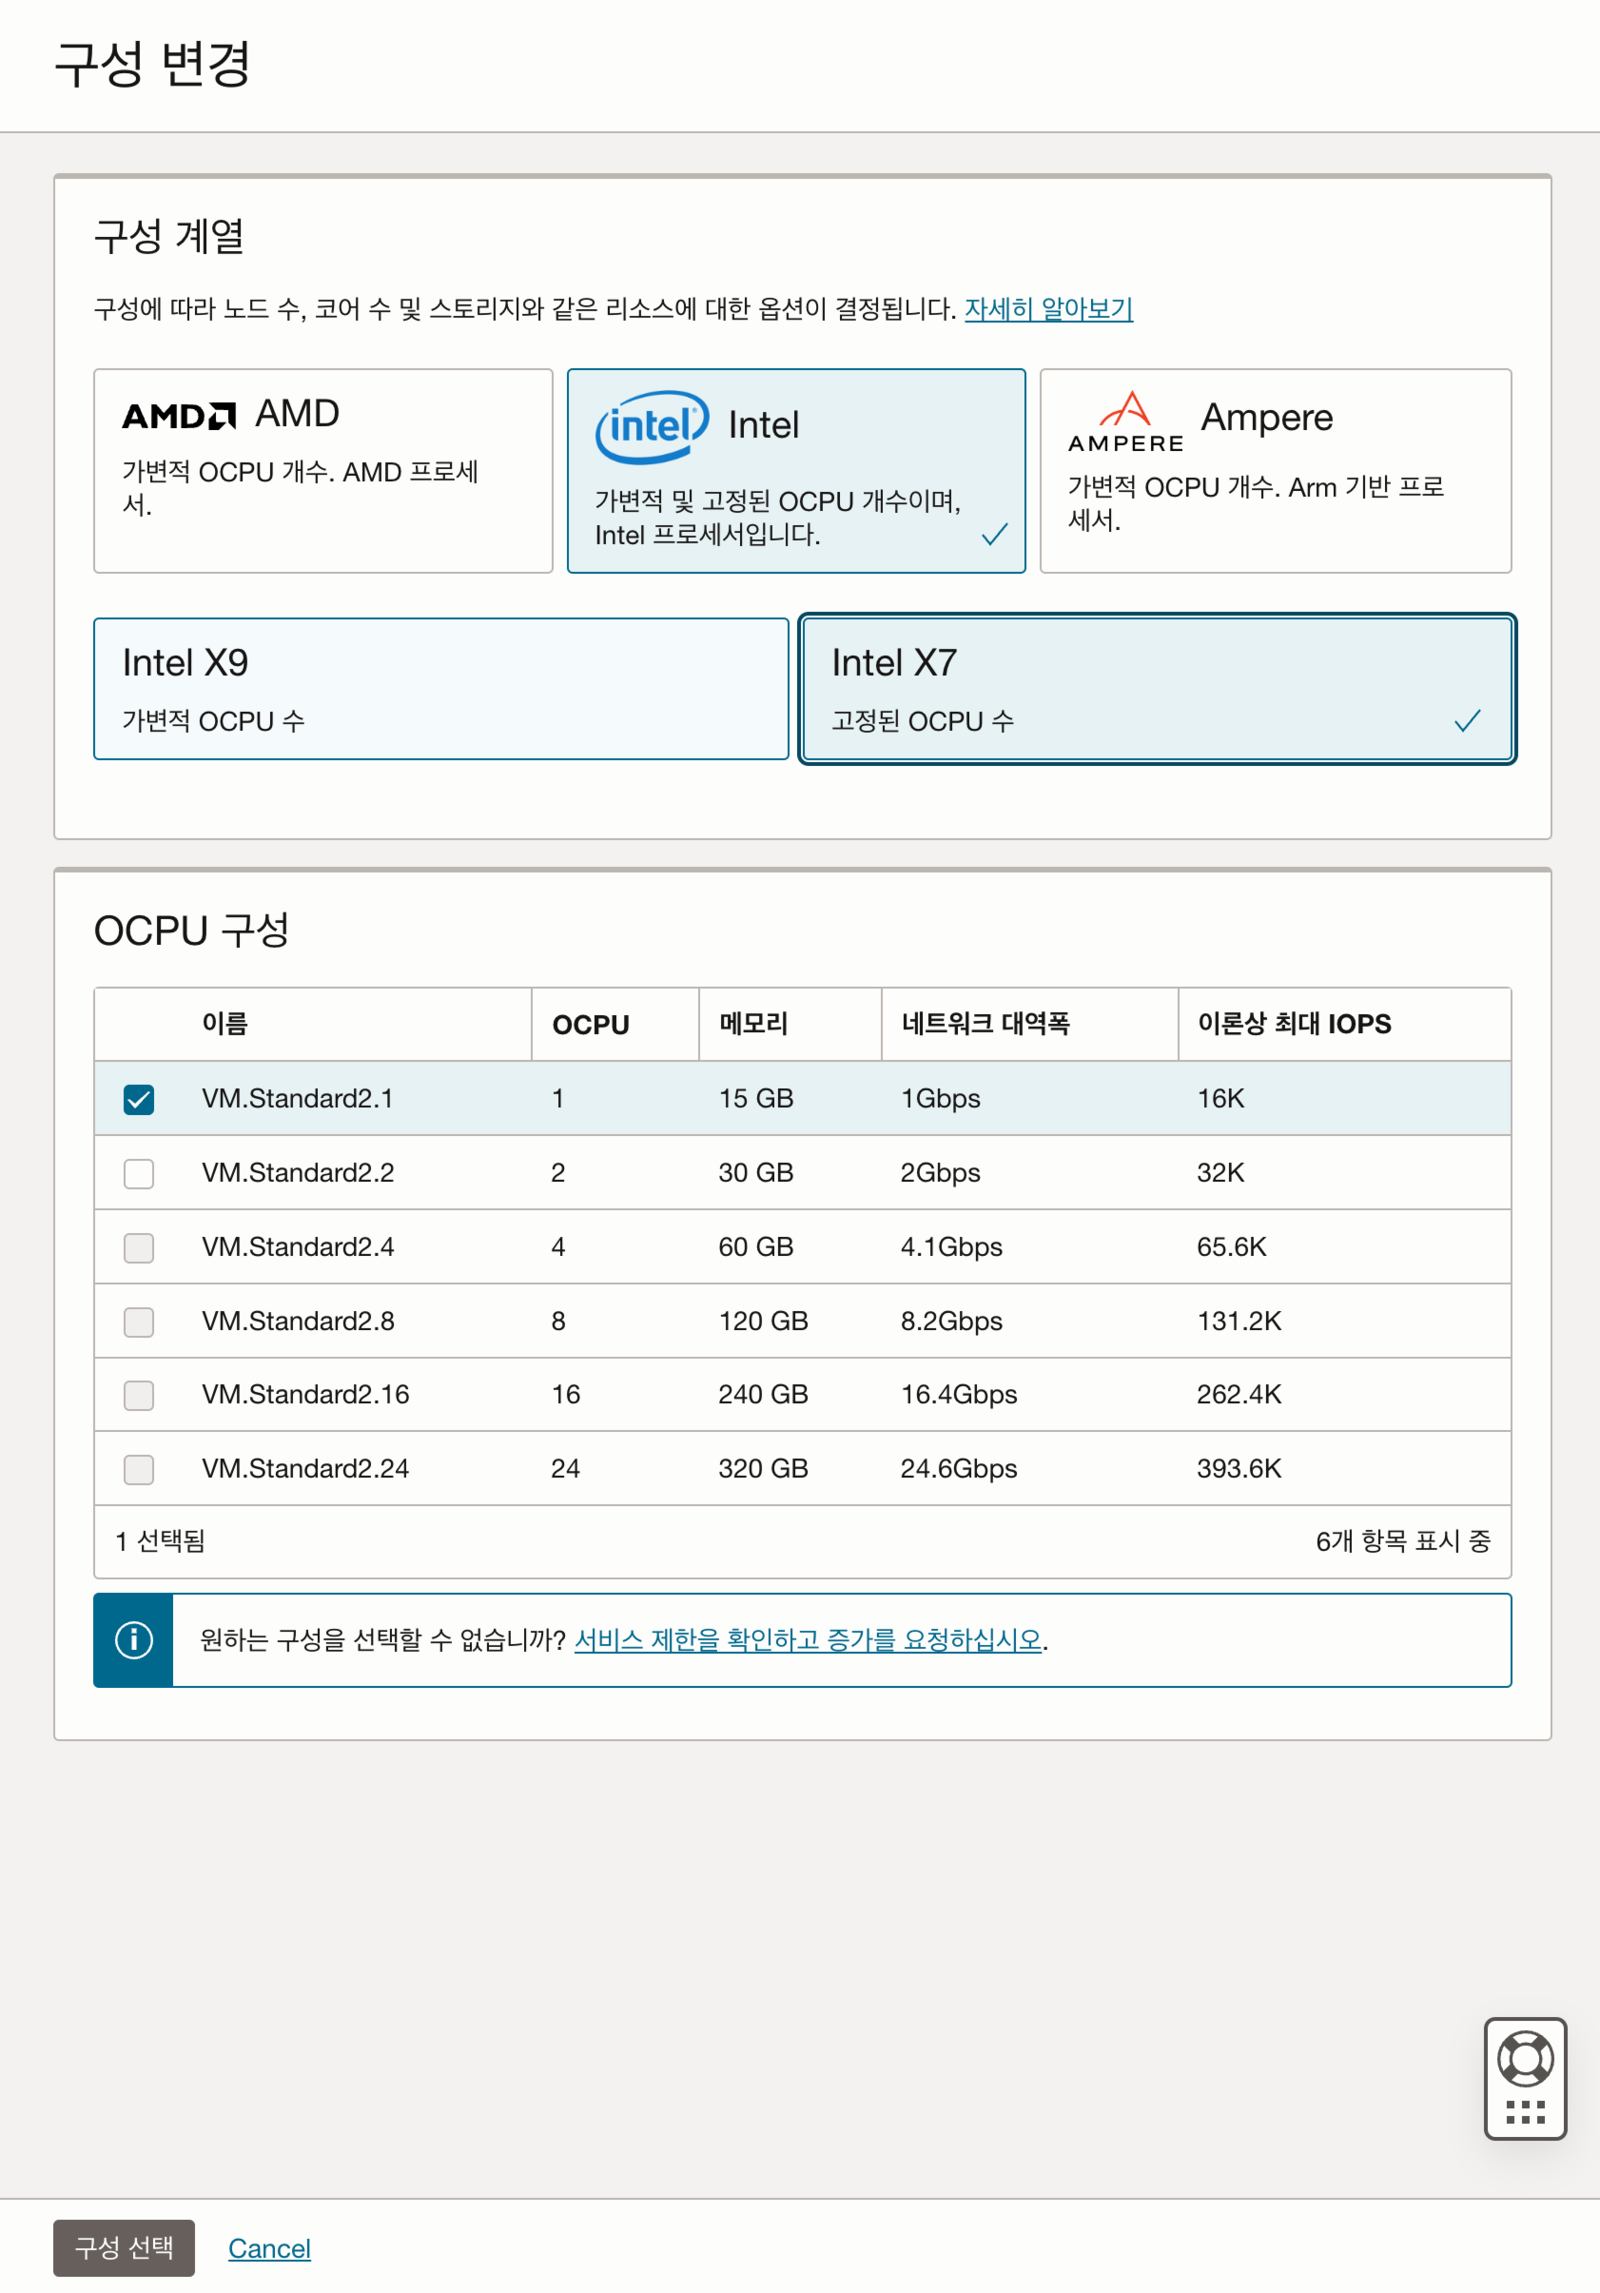 구성 변경
구성 계열
구성에 따라 노드 수, 코어 수 및 스토리지와 같은 리소스에 대한 옵션이 결정됩니다. 자세히 알아보기
AMD AMD
가변적 OCPU 개수. AMD 프로세
서.
intel Intel
가변적 및 고정된 OCPU 개수이며,
Intel 프로세서입니다.
AMPERE Ampere
가변적 OCPU 개수. Arm 기반 프로
세서.
Intel X9
가변적 OCPU 수
Intel X7
고정된 OCPU 수
OCPU 구성
이름 OCPU 메모리 네트워크 대역폭 이론상 최대 IOPS
VM.Standard2.1 1 15 GB 1Gbps 16K
VM.Standard2.2 2 30 GB 2Gbps 32K
VM.Standard2.4 4 60 GB 4.1Gbps 65.6K
VM.Standard2.8 8 120 GB 8.2Gbps 131.2K
VM.Standard2.16 16 240 GB 16.4Gbps 262.4K
VM.Standard2.24 24 320 GB 24.6Gbps 393.6K
1 선택됨 6개 항목 표시 중
원하는 구성을 선택할 수 없습니까? 서비스 제한을 확인하고 증가를 요청하십시오.
구성 선택 Cancel